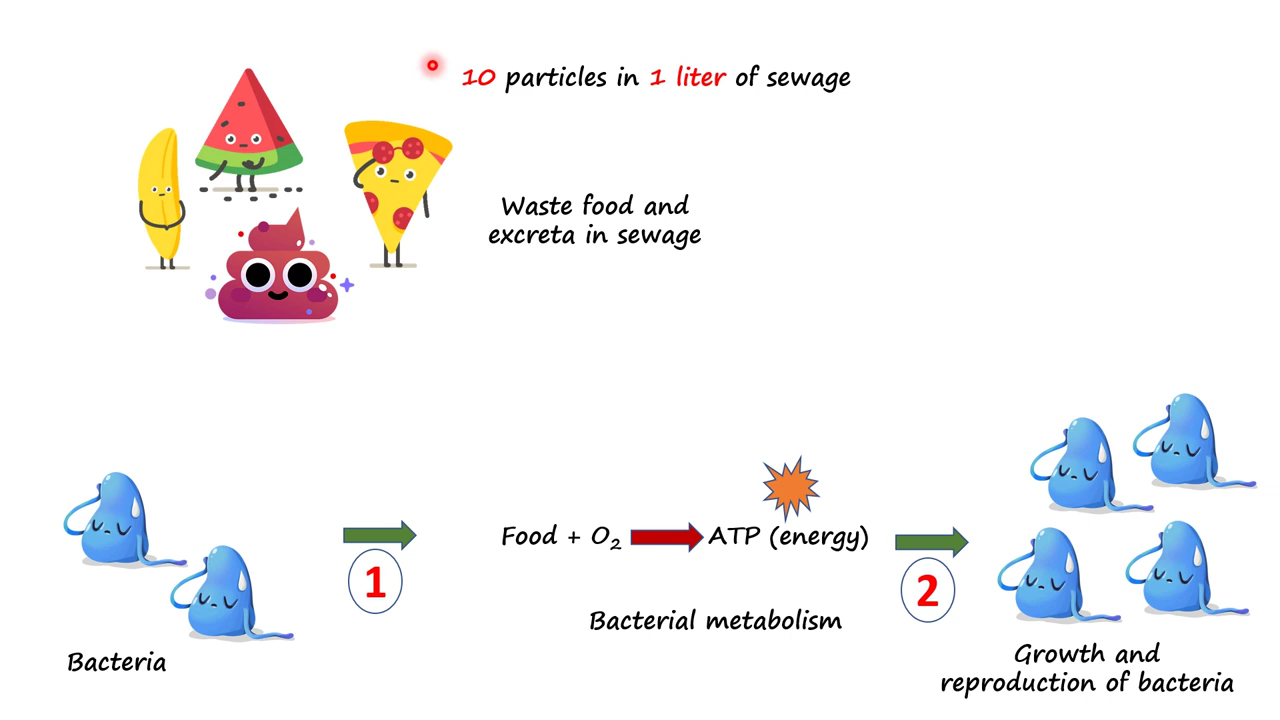 10 particles in 1 liter of sewage
Waste food and
excreta in sewage
Food + O₂ ATP (energy)
1
2
Bacterial metabolism
Bacteria
Growth and
reproduction of bacteria